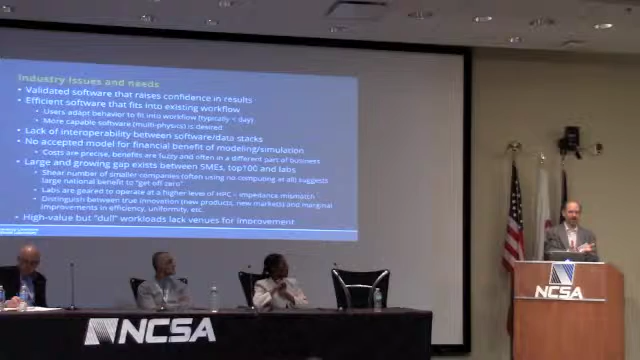 Industry issues and needs
Validated software that raises confidence in results
Efficient software that fits into existing workflow
Users adapt behavior to fit into workflow (typically < day)
More capable software (multi-physics) is desired
Lack of interoperability between software/data stacks
No accepted model for financial benefit of modeling/simulation
Costs are precise, benefits are fuzzy and often in a different part of business
Large and growing gap exists between SMEs, top100 and labs
Shear number of smaller companies (often using no computing at all) suggests
large national benefit to "get off zero"
Labs are geared to operate at a higher level of HPC – impedance mismatch
Distinguish between true innovation (new products, new markets) and marginal
improvements in efficiency, uniformity, etc.
High-value but "dull" workloads lack venues for improvement
NCSA
NCSA